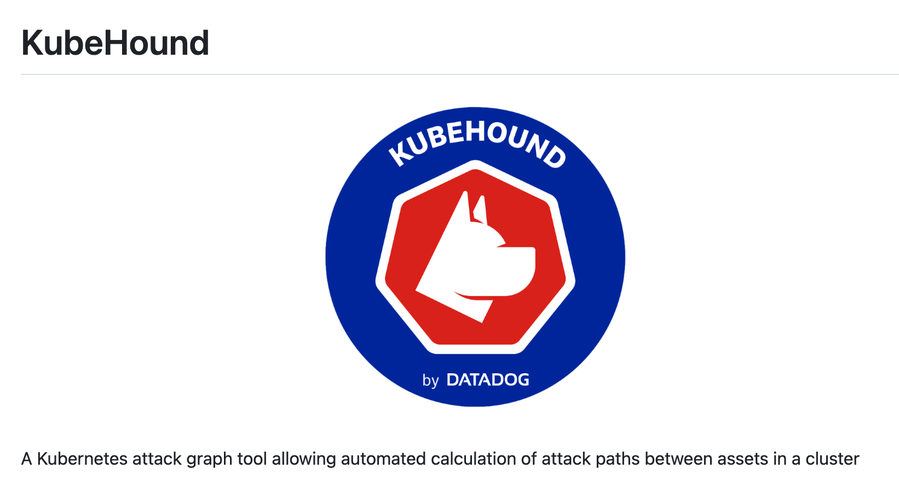 KubeHound
KUBEHOUND
by DATADOG
A Kubernetes attack graph tool allowing automated calculation of attack paths between assets in a cluster